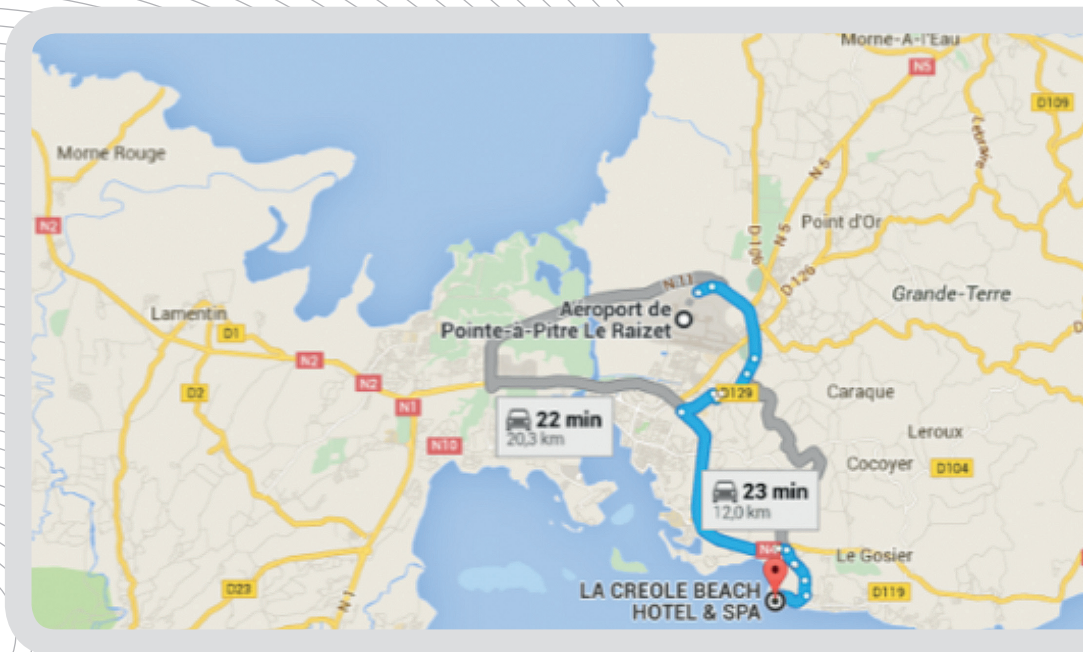 Morne-À-l'Eau
N5
D109
Lebraire
Morne Rouge
N5
N2
Point d'Or
D106
N5
D126
N11
Grande-Terre
Aéroport de
Pointe-à-Pitre Le Raizet
Lamentin
D1
N2
N2
D2
N1
D129
Caraque
22 min
20,3 km
Leroux
N10
Cocoyer
D104
23 min
12,0 km
N4
Le Gosier
D23
LA CREOLE BEACH
HOTEL & SPA
D119
N1